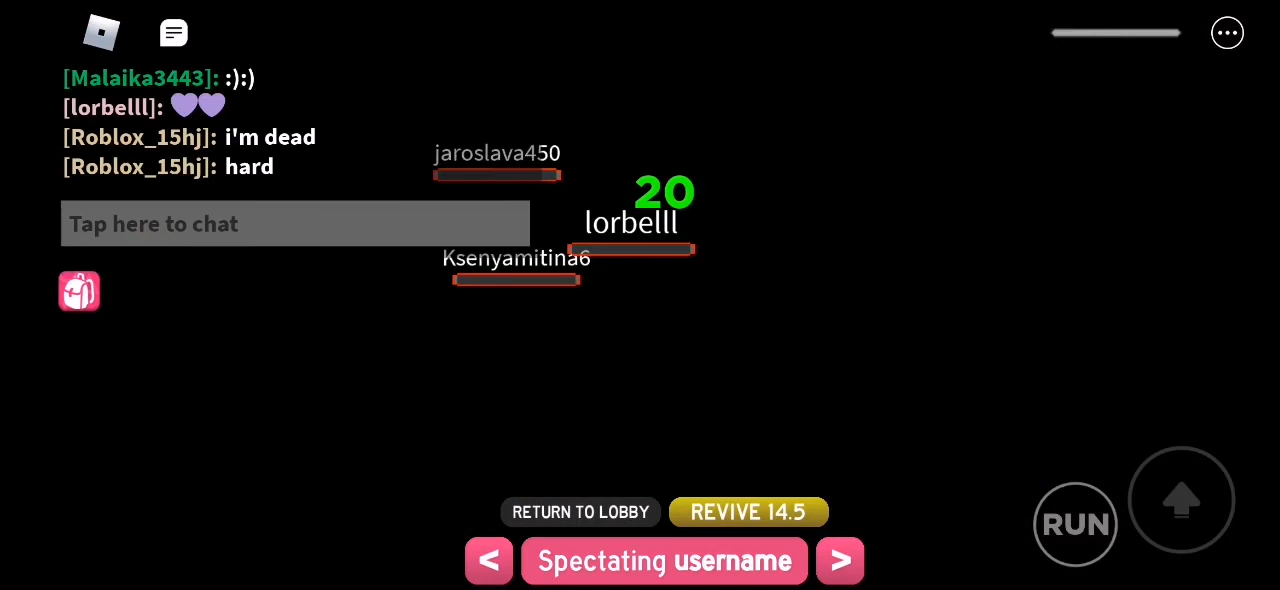 [Malaika3443]: :):)
[lorbelll]: 💜💜
[Roblox_15hj]: i'm dead
[Roblox_15hj]: hard
jaroslava450
20
lorbelll
Tap here to chat
Ksenyamitina6
RETURN TO LOBBY
REVIVE 14.5
RUN
< Spectating username >